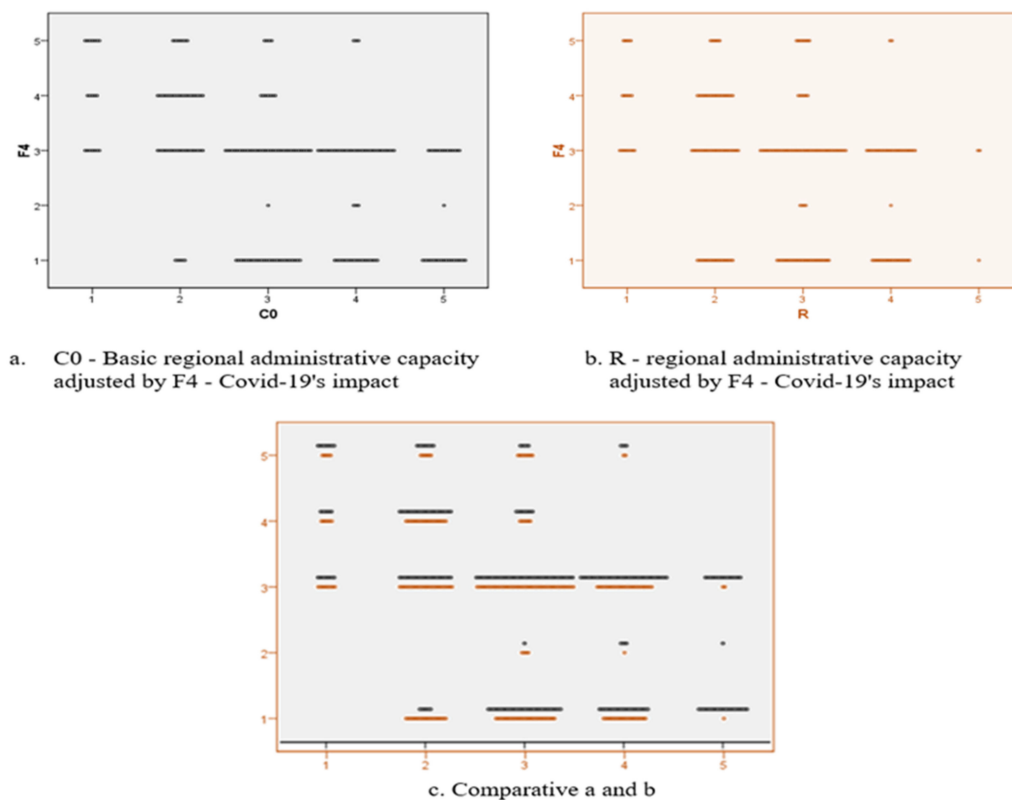 5
4
F4
3
2
1
1 2 3 4 5
C0
5
4
F4
3
2
1
1 2 3 4 5
R
a. C0 - Basic regional administrative capacity
adjusted by F4 - Covid-19's impact
b. R - regional administrative capacity
adjusted by F4 - Covid-19's impact
5
4
3
2
1
1 2 3 4 5
c. Comparative a and b